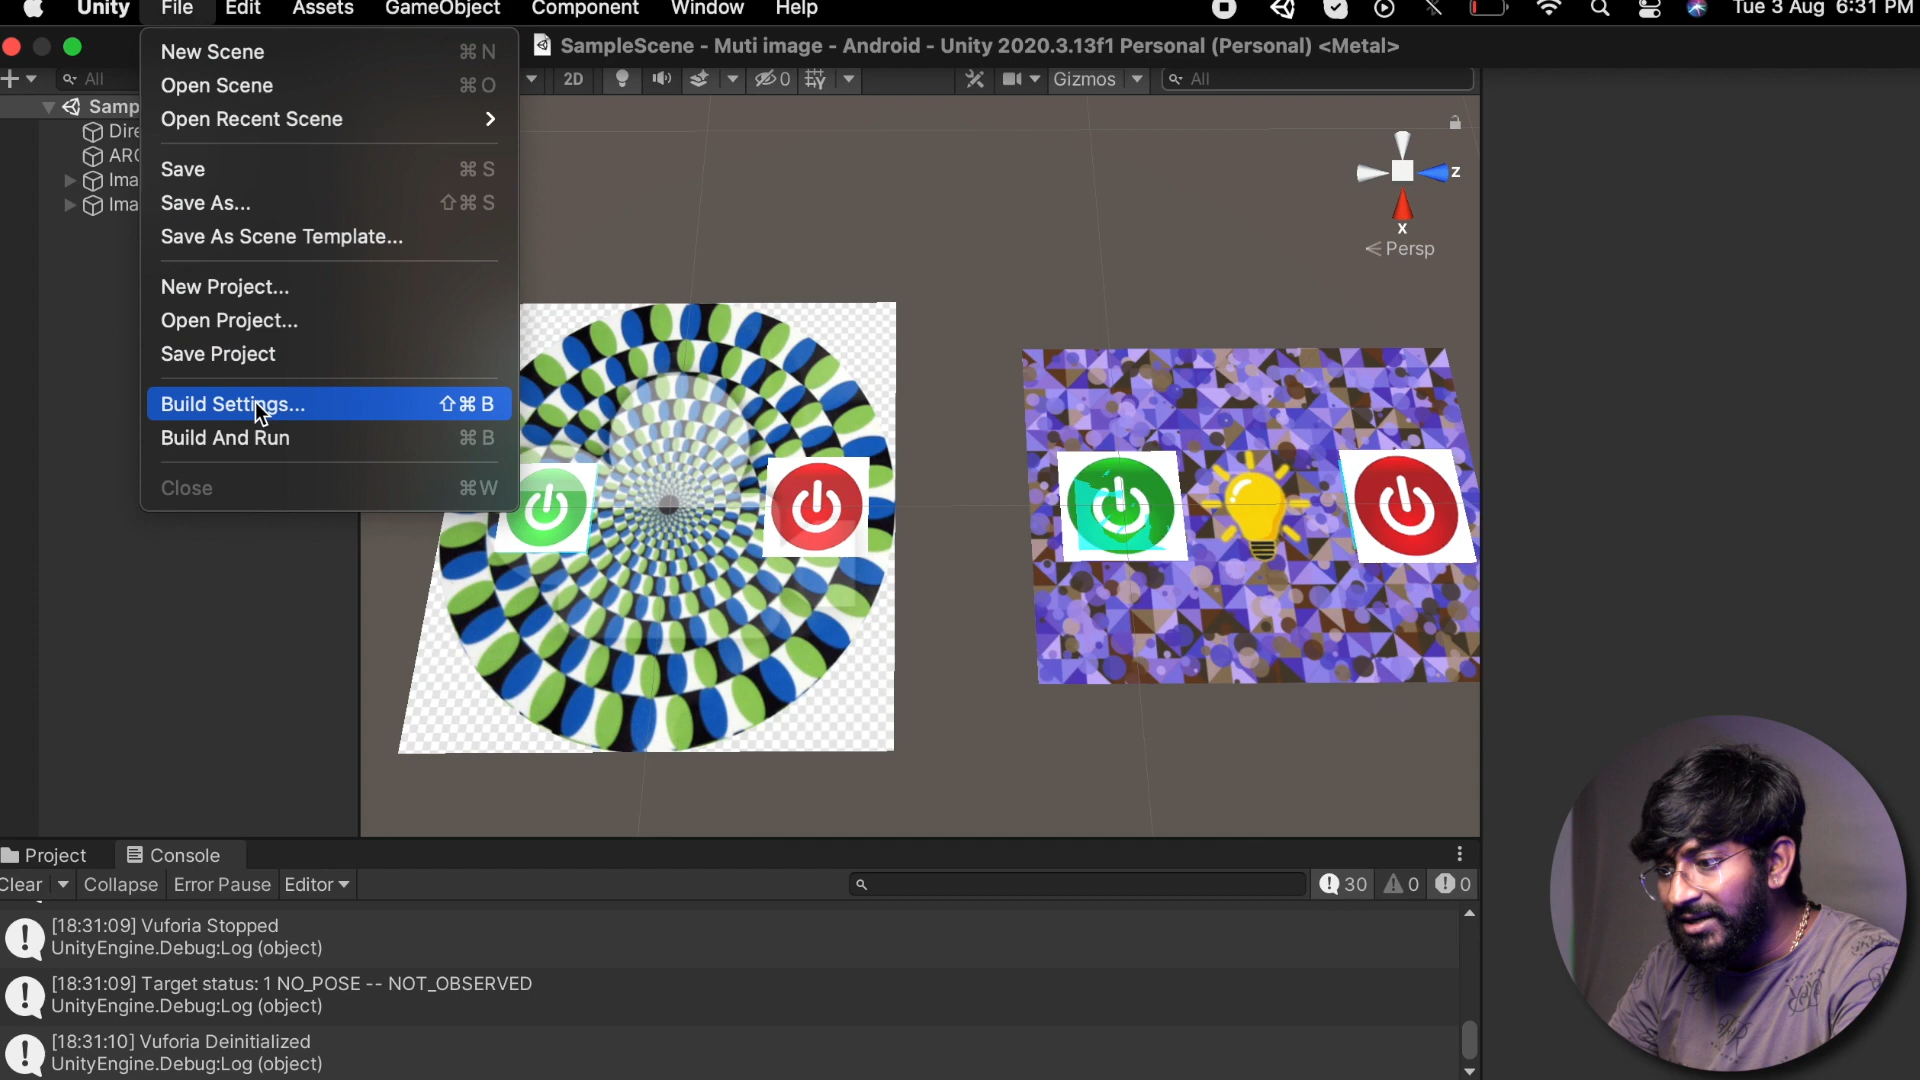 Unity File Edit Assets GameObject Component Window Help Tue 3 Aug 6:31 PM
SampleScene - Muti image - Android - Unity 2020.3.13f1 Personal (Personal) <Metal>
All
2D
0
Gizmos
All
Samp
Dire
ARC
Ima
Ima
New Scene ⌘ N
Open Scene ⌘ O
Open Recent Scene
Save ⌘ S
Save As... ⇧⌘ S
Save As Scene Template...
New Project...
Open Project...
Save Project
Build Settings... ⇧⌘ B
Build And Run ⌘ B
Close ⌘W
z
x
Persp
Project
Console
Clear Collapse Error Pause Editor
30 0 0
[18:31:09] Vuforia Stopped
UnityEngine.Debug:Log (object)
[18:31:09] Target status: 1 NO_POSE -- NOT_OBSERVED
UnityEngine.Debug:Log (object)
[18:31:10] Vuforia Deinitialized
UnityEngine.Debug:Log (object)